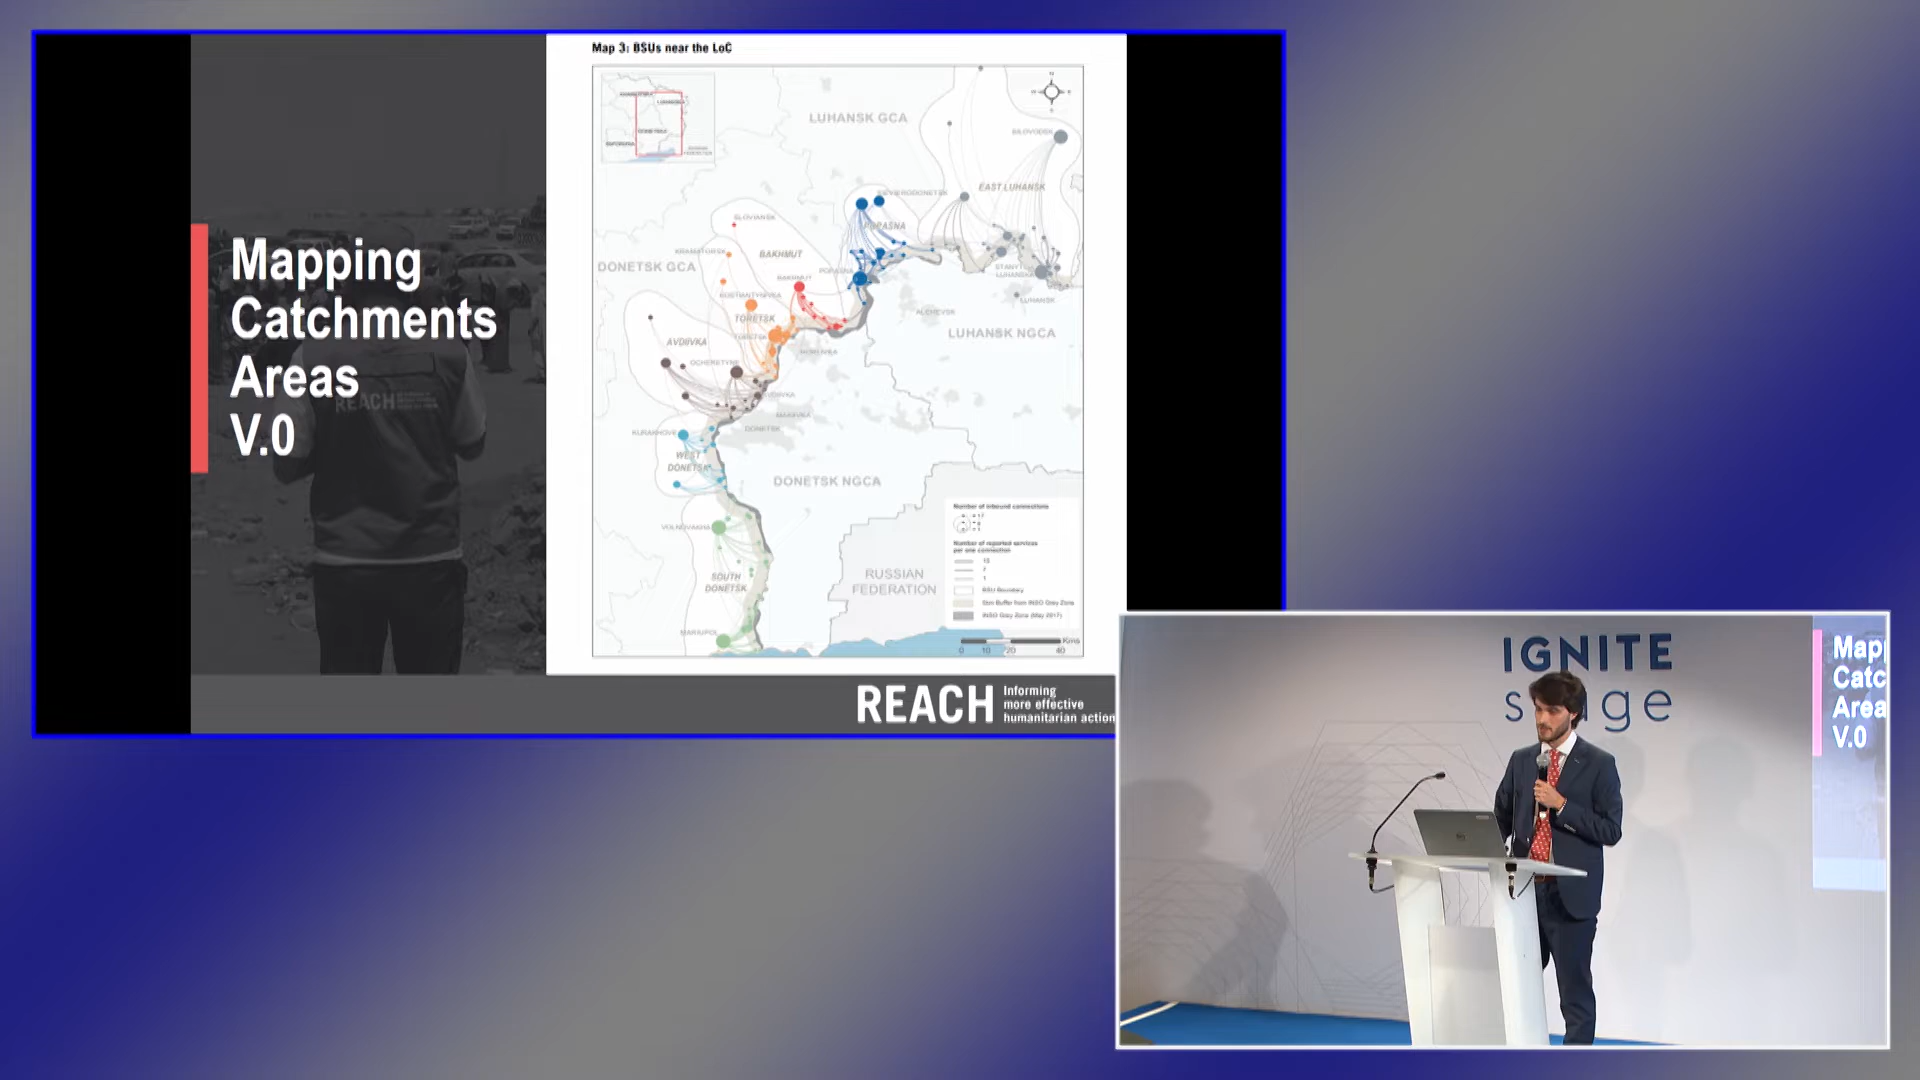 Mapping
Catchments
Areas
V.0
Map 3: BSUs near the LoC
LUHANSK GCA
BILOVODSK
SIEVIERODONETSK
EAST LUHANSK
POPASNA
SLOVIANSK
KRAMATORSK
BAKHMUT
DONETSK GCA
POPASNA
BAKHMUT
STANYTSIA
LUHANSKA
KOSTIANTYNIVKA
LUHANSK
ALCHEVSK
TORETSK
TORETSK
LUHANSK NGCA
AVDIIVKA
HORLIVKA
OCHERETYNE
AVDIIVKA
MAKIIVKA
KURAKHOVE
DONETSK
WEST
DONETSK
DONETSK NGCA
VOLNOVAKHA
SOUTH
DONETSK
RUSSIAN
FEDERATION
MARIUPOL
Number of inbound connections
Number of reported services
per one connection
BSU Boundary
5km Buffer from INSO Grey Zone
INSO Grey Zone (May 2017)
Kms
0 10 20 40
REACH
Informing
more effective
humanitarian action
REACH
IGNITE
Map
Catc
Area
V.0